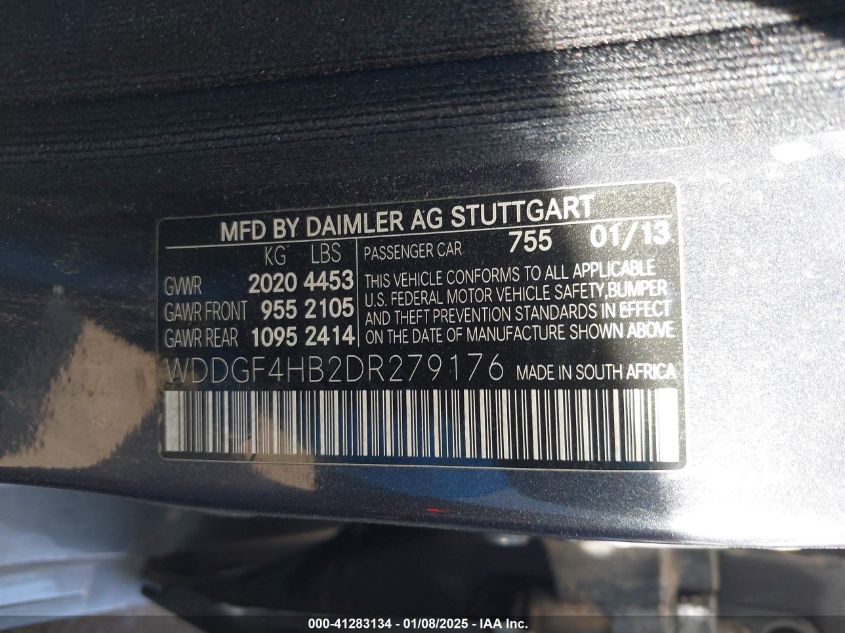 MFD BY DAIMLER AG STUTTGART
KG LBS PASSENGER CAR 755 01/13
GVWR 2020 4453 THIS VEHICLE CONFORMS TO ALL APPLICABLE
U.S. FEDERAL MOTOR VEHICLE SAFETY,BUMPER
GAWR FRONT 955 2105 AND THEFT PREVENTION STANDARDS IN EFFECT
GAWR REAR 1095 2414 ON THE DATE OF MANUFACTURE SHOWN ABOVE
WDDGF4HB2DR279176 MADE IN SOUTH AFRICA
000-41283134 - 01/08/2025 - IAA Inc.